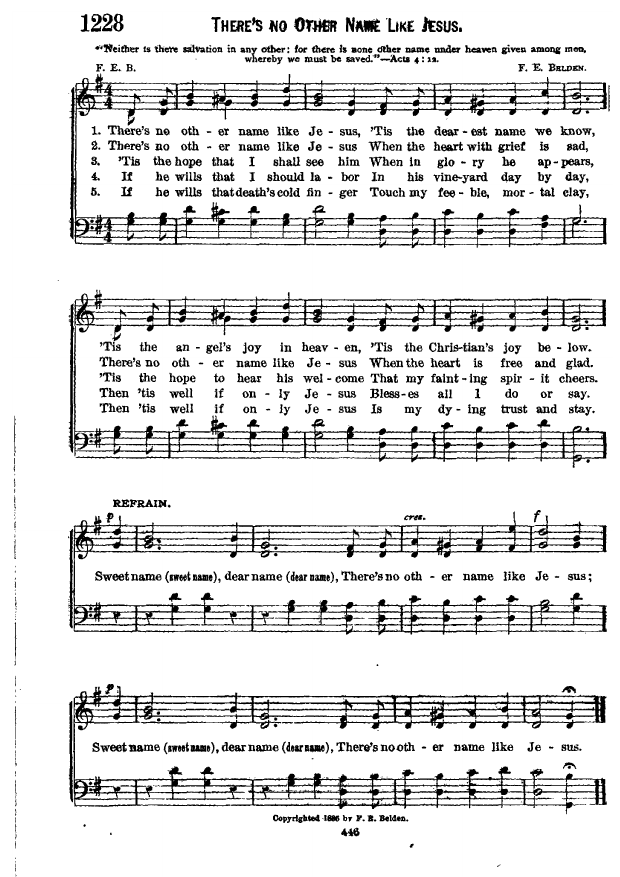 1228 THERE'S NO OTHER NAME LIKE JESUS.
"Neither is there salvation in any other: for there is none other name under heaven given among men,
whereby we must be saved."—Acts 4:12.
F. E. B. F. E. BELDEN.
1. There's no oth - er name like Je - sus, 'Tis the dear - est name we know,
2. There's no oth - er name like Je - sus When the heart with grief is sad,
3. 'Tis the hope that I shall see him When in glo - ry he ap - pears,
4. If he wills that I should la - bor In his vine-yard day by day,
5. If he wills that death's cold fin - ger Touch my fee - ble, mor - tal clay,
'Tis the an - gel's joy in heav - en, 'Tis the Chris-tian's joy be - low.
There's no oth - er name like Je - sus When the heart is free and glad.
'Tis the hope to hear his wel - come That my faint - ing spir - it cheers.
Then 'tis well if on - ly Je - sus Bless-es all I do or say.
Then 'tis well if on - ly Je - sus Is my dy - ing trust and stay.
REFRAIN.
p cres. f
Sweet name (sweet name), dear name (dear name), There's no oth - er name like Je - sus;
p
Sweet name (sweet name), dear name (dear name), There's no oth - er name like Je - sus.
Copyrighted 1886 by F. E. Belden.
446